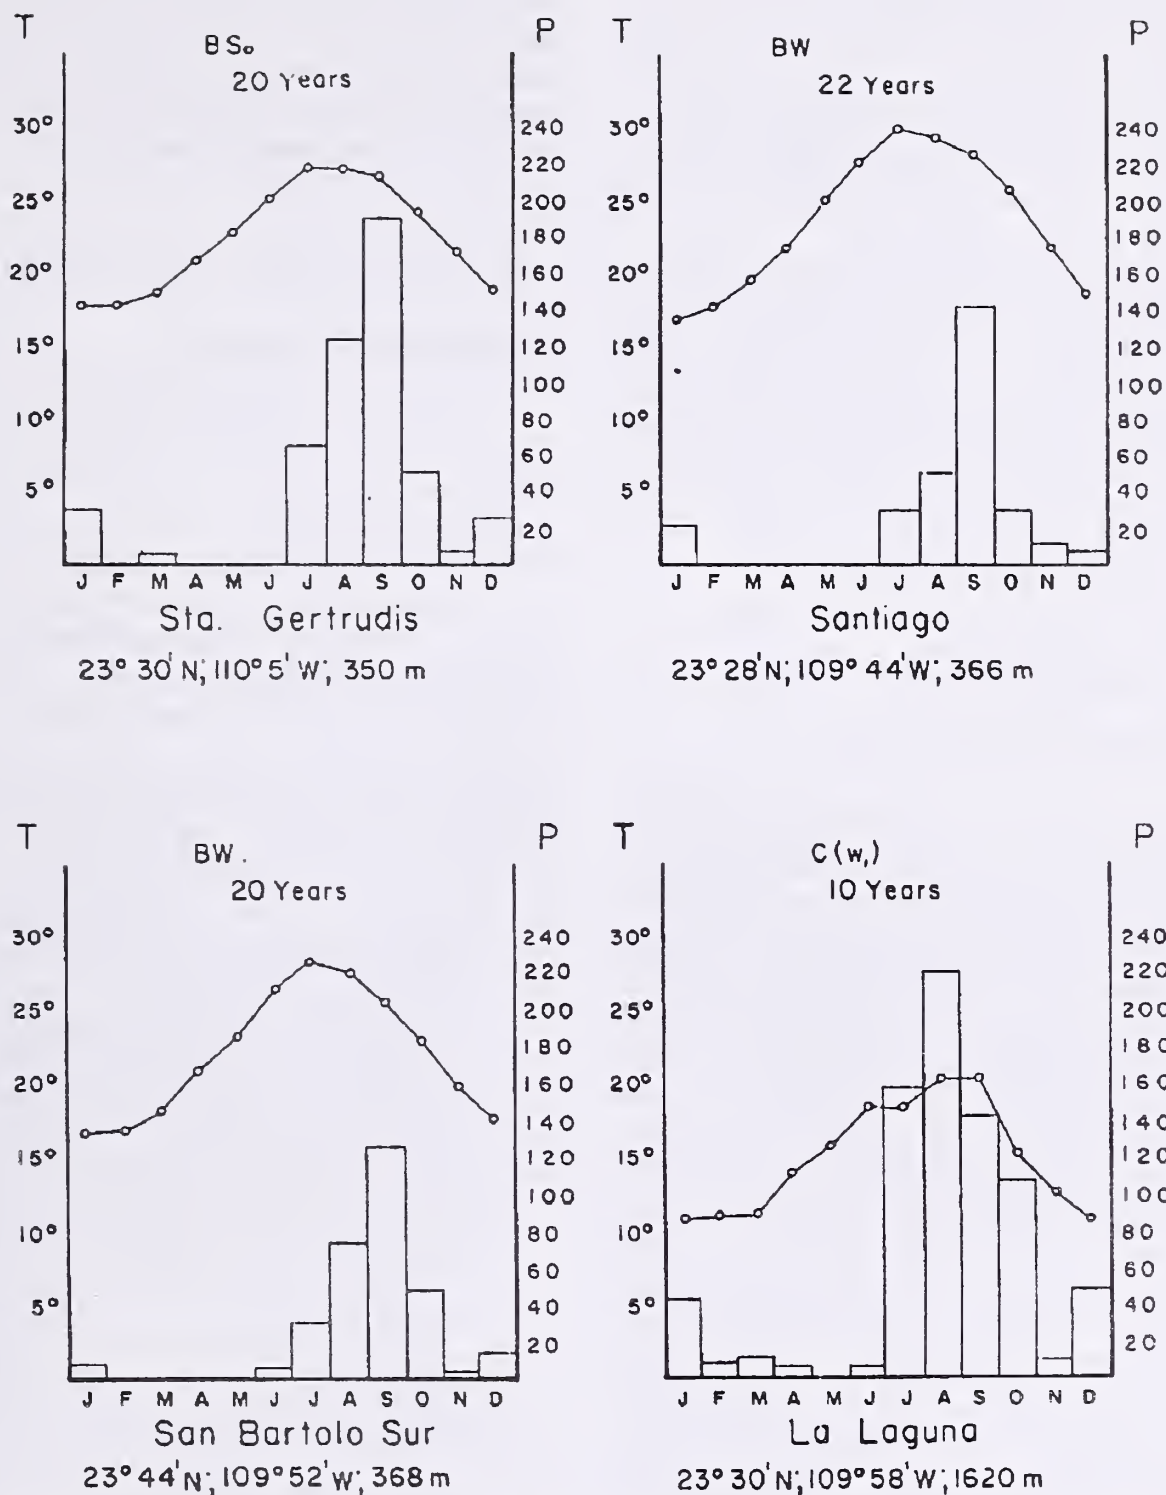 T
P
BS₀
20 Years
30°
25°
20°
15°
10°
5°
240
220
200
180
160
140
120
100
80
60
40
20
J F M A M J J A S O N D
Sta. Gertrudis
23° 30'N; 110° 5'W; 350 m
T
P
BW
22 Years
30°
25°
20°
15°
10°
5°
240
220
200
180
160
140
120
100
80
60
40
20
J F M A M J J A S O N D
Santiago
23° 28'N; 109° 44'W; 366 m
T
P
BW.
20 Years
30°
25°
20°
15°
10°
5°
240
220
200
180
160
140
120
100
80
60
40
20
J F M A M J J A S O N D
San Bartolo Sur
23° 44'N; 109° 52'W; 368 m
T
P
C(w₁)
10 Years
30°
25°
20°
15°
10°
5°
240
220
200
180
160
140
120
100
80
60
40
20
J F M A M J J A S O N D
La Laguna
23° 30'N; 109° 58'W; 1620 m